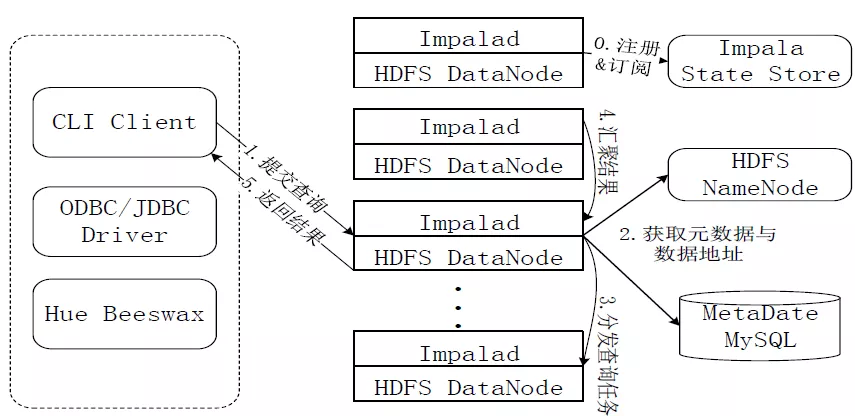 CLI Client
ODBC/JDBC
Driver
Hue Beeswax
1.提交查询
5.返回结果
Impalad
HDFS DataNode
0.注册
&订阅
Impala
State Store
Impalad
HDFS DataNode
4.汇聚结果
Impalad
HDFS DataNode
HDFS
NameNode
2.获取元数据与
数据地址
MetaDate
MySQL
3.分发查询任务
Impalad
HDFS DataNode